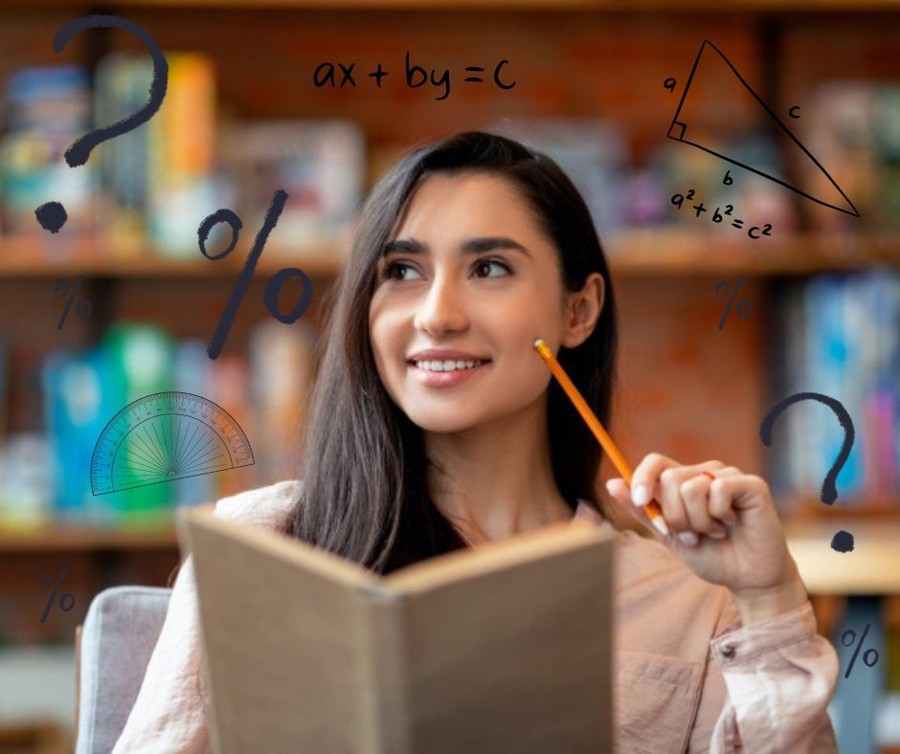 ?
ax + by = c
a
c
b
a² + b² = c²
%
%
%
?
%
%